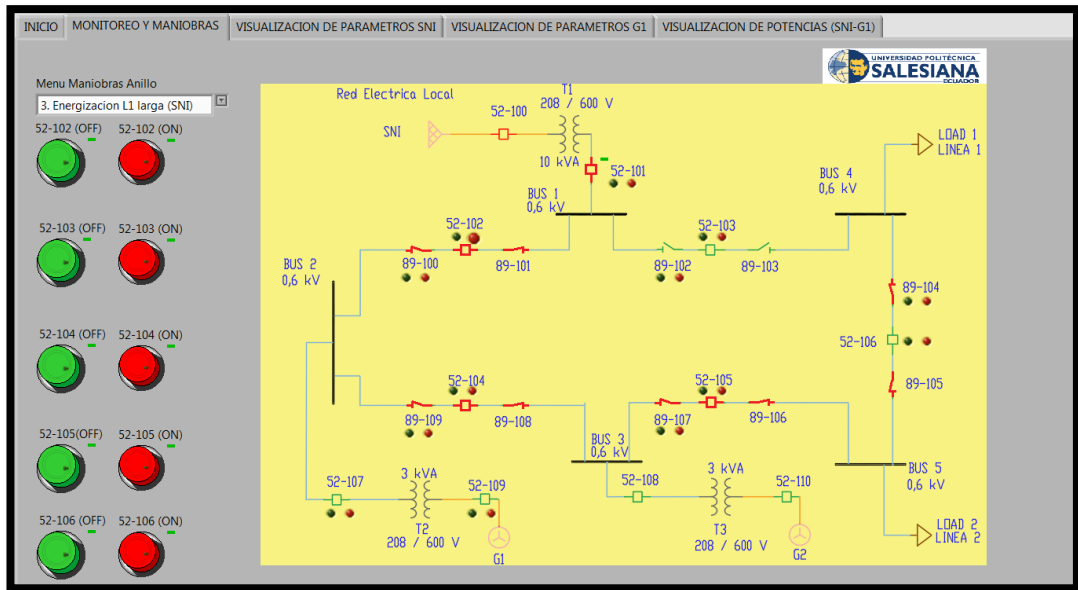 INICIO
MONITOREO Y MANIOBRAS
VISUALIZACION DE PARAMETROS SNI
VISUALIZACION DE PARAMETROS G1
VISUALIZACION DE POTENCIAS (SNI-G1)
UNIVERSIDAD POLITÉCNICA
SALESIANA
ECUADOR
Menu Maniobras Anillo
3. Energizacion L1 larga (SNI)
52-102 (OFF)
52-102 (ON)
52-103 (OFF)
52-103 (ON)
52-104 (OFF)
52-104 (ON)
52-105(OFF)
52-105 (ON)
52-106 (OFF)
52-106 (ON)
Red Electrica Local
SNI
52-100
T1
208 / 600 V
10 kVA
52-101
BUS 1
0,6 kV
BUS 4
0,6 kV
LOAD 1
LINEA 1
52-102
89-100
89-101
52-103
89-102
89-103
BUS 2
0,6 kV
89-104
52-106
89-105
52-104
89-109
89-108
52-105
89-107
89-106
BUS 3
0,6 kV
BUS 5
0,6 kV
52-107
3 kVA
T2
208 / 600 V
52-109
G1
52-108
3 kVA
T3
208 / 600 V
52-110
G2
LOAD 2
LINEA 2